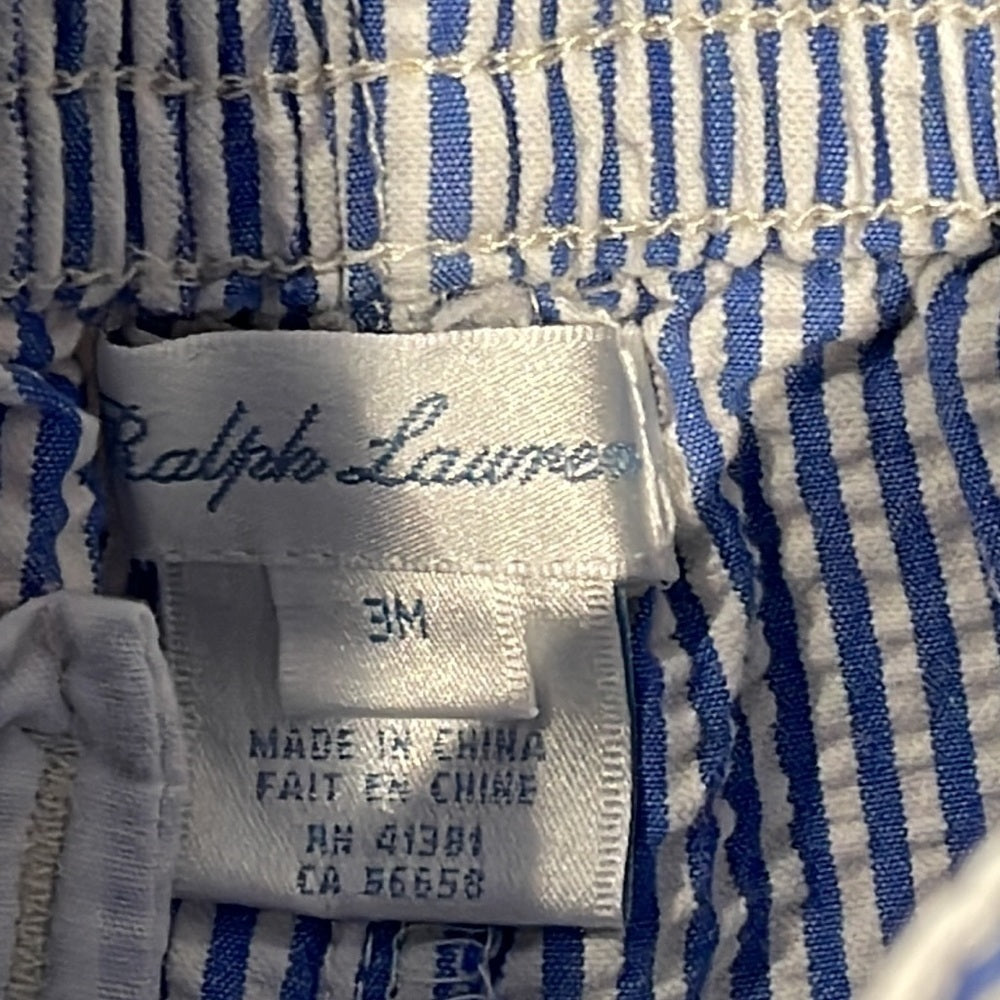 Ralph Lauren
3M
MADE IN CHINA
FAIT EN CHINE
RN 41381
CA 56658